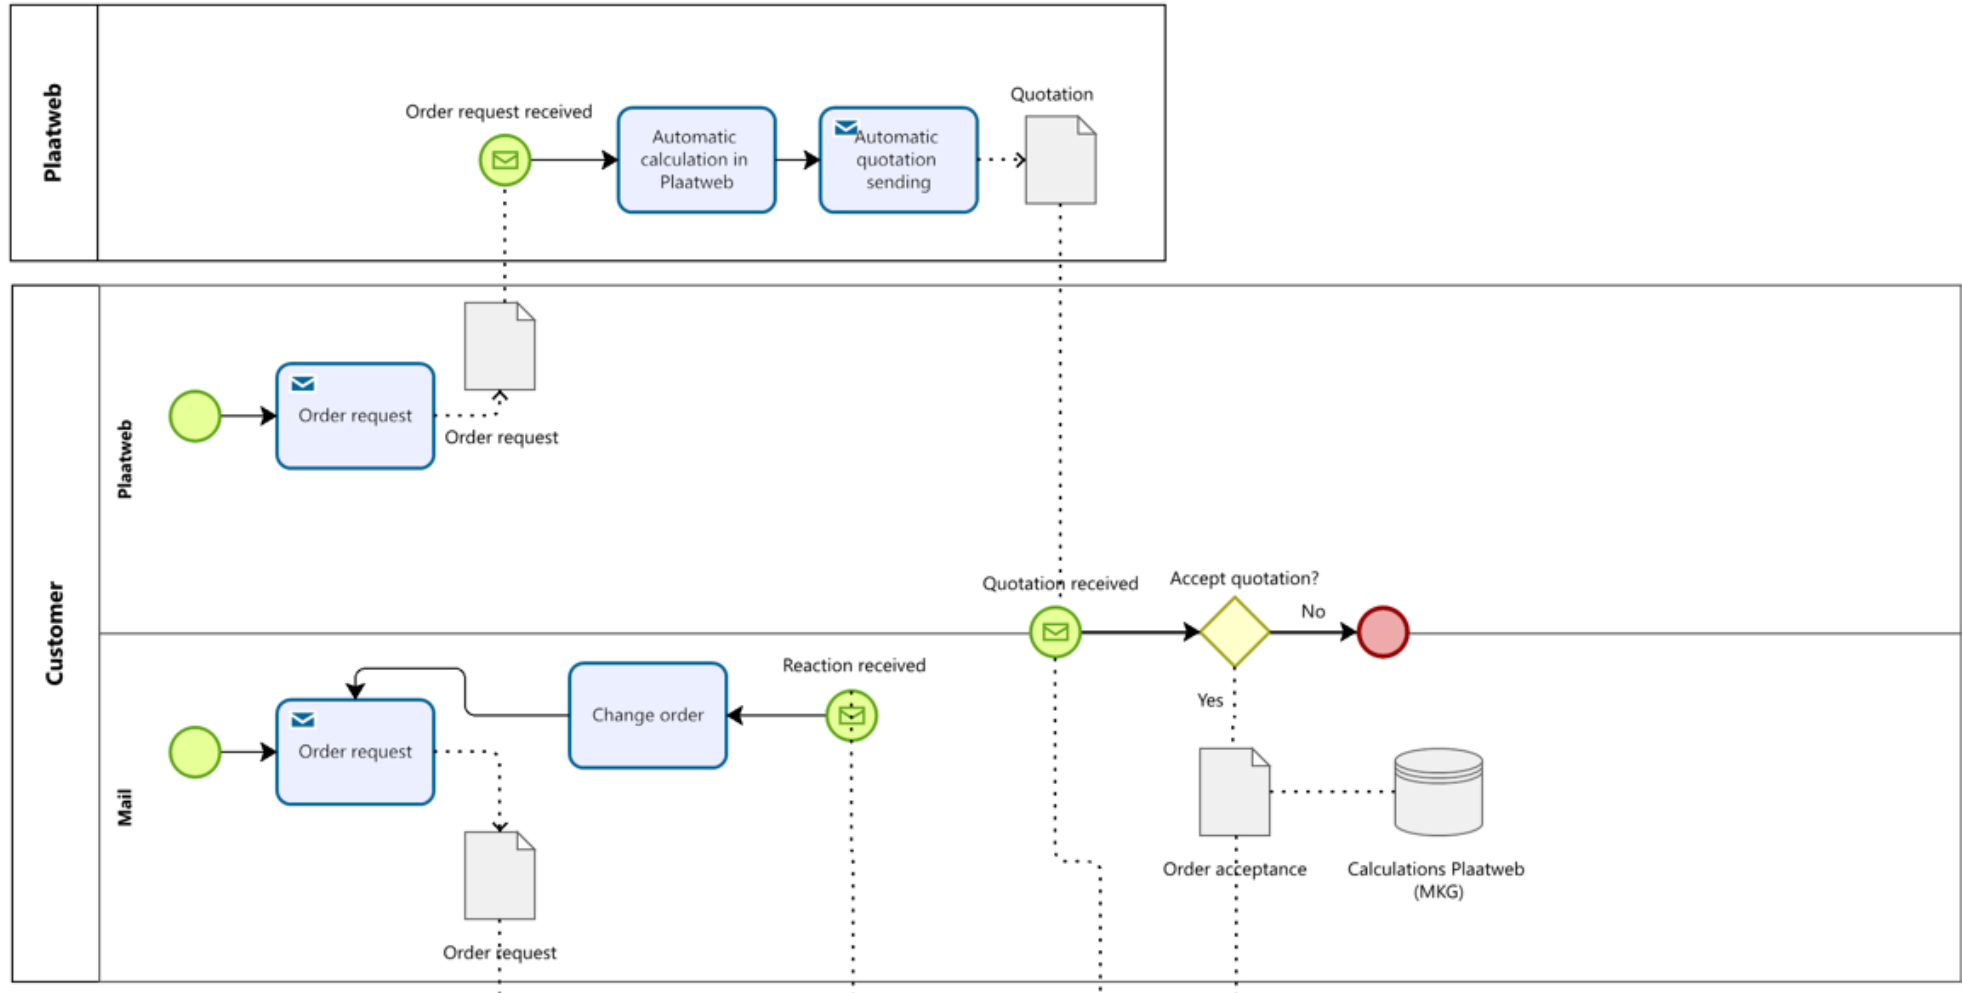 Plaatweb
Order request received
Automatic
calculation in
Plaatweb
Automatic
quotation
sending
Quotation
Customer
Plaatweb
Order request
Order request
Quotation received
Accept quotation?
No
Yes
Mail
Order request
Change order
Reaction received
Order request
Order acceptance
Calculations Plaatweb
(MKG)